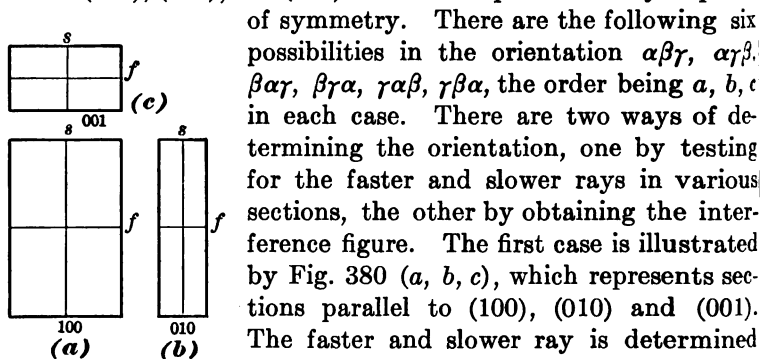 of symmetry. There are the following six
possibilities in the orientation αβγ, αγβ,
βαγ, βγα, γαβ, γβα, the order being a, b, c
in each case. There are two ways of de-
termining the orientation, one by testing
for the faster and slower rays in various
sections, the other by obtaining the inter-
ference figure. The first case is illustrated
by Fig. 380 (a, b, c), which represents sec-
tions parallel to (100), (010) and (001).
The faster and slower ray is determined
s
f
(c)
001
s
s
f
f
100
010
(a)
(b)